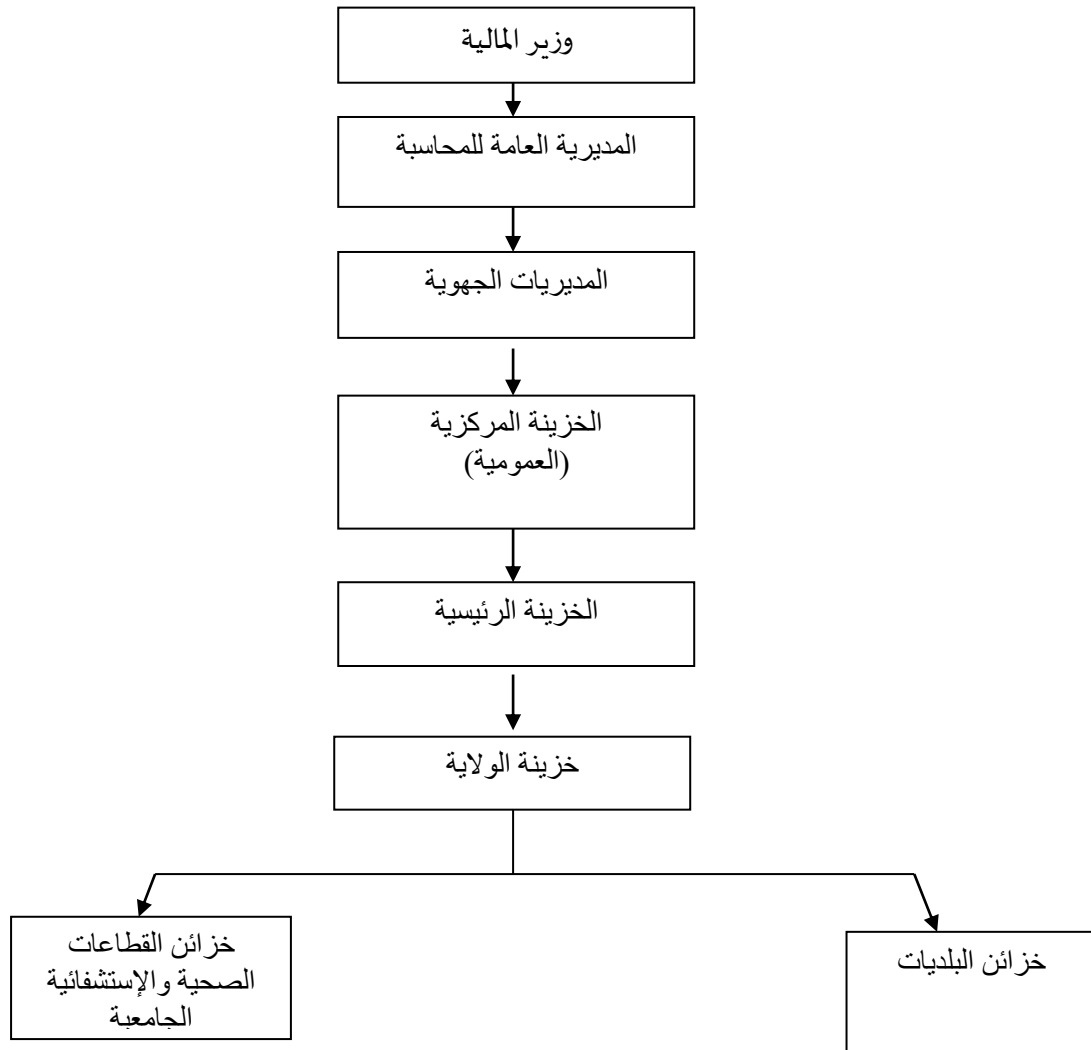 وزير المالية
المديرية العامة للمحاسبة
المديريات الجهوية
الخزينة المركزية
(العمومية)
الخزينة الرئيسية
خزينة الولاية
خزائن البلديات
خزائن القطاعات
الصحية والإستشفائية
الجامعية